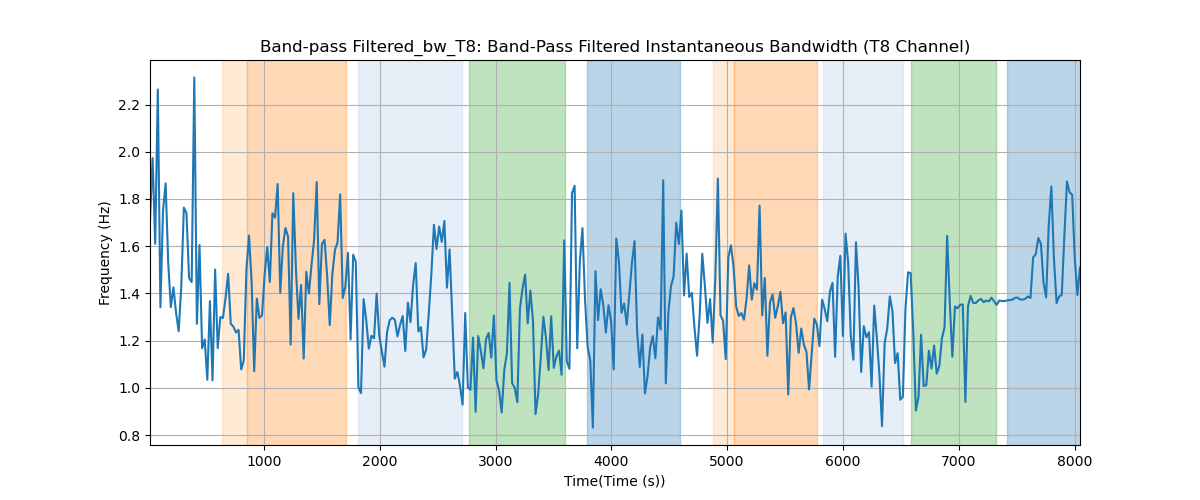 Band-pass Filtered_bw_T8: Band-Pass Filtered Instantaneous Bandwidth (T8 Channel)
Frequency (Hz)
2.2
2.0
1.8
1.6
1.4
1.2
1.0
0.8
1000 2000 3000 4000 5000 6000 7000 8000
Time(Time (s))